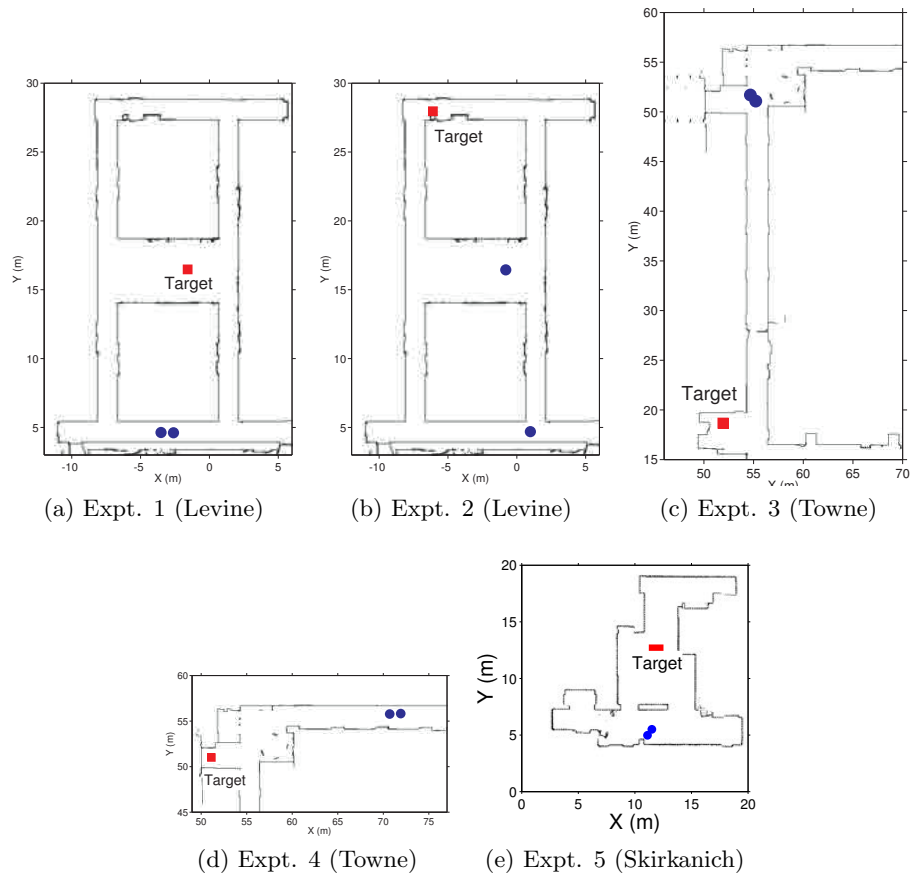 30
25
20
15
10
5
-10
-5
0
5
Y (m)
X (m)
Target
(a) Expt. 1 (Levine)
30
25
20
15
10
5
-10
-5
0
5
Y (m)
X (m)
Target
(b) Expt. 2 (Levine)
60
55
50
45
40
35
30
25
20
15
50
55
60
65
70
Y (m)
X (m)
Target
(c) Expt. 3 (Towne)
60
55
50
45
50
55
60
65
70
75
Y (m)
X (m)
Target
(d) Expt. 4 (Towne)
20
15
10
5
0
0
5
10
15
20
Y (m)
X (m)
Target
(e) Expt. 5 (Skirkanich)